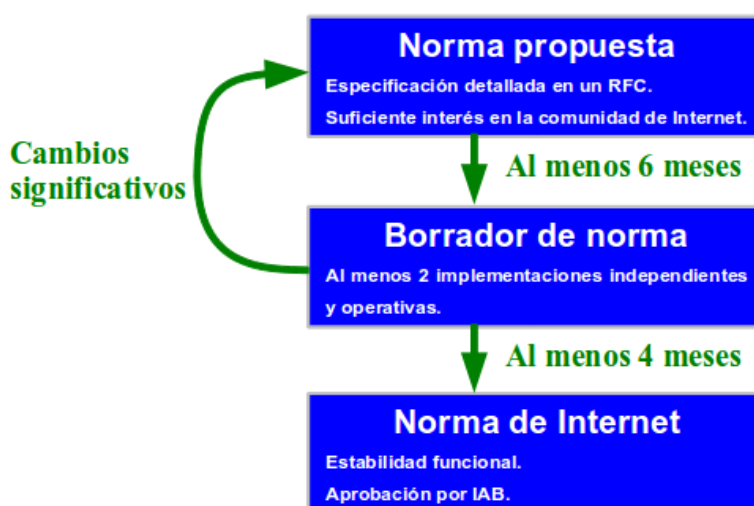 Norma propuesta
Especificación detallada en un RFC.
Suficiente interés en la comunidad de Internet.
Cambios
significativos
Al menos 6 meses
Borrador de norma
Al menos 2 implementaciones independientes
y operativas.
Al menos 4 meses
Norma de Internet
Estabilidad funcional.
Aprobación por IAB.